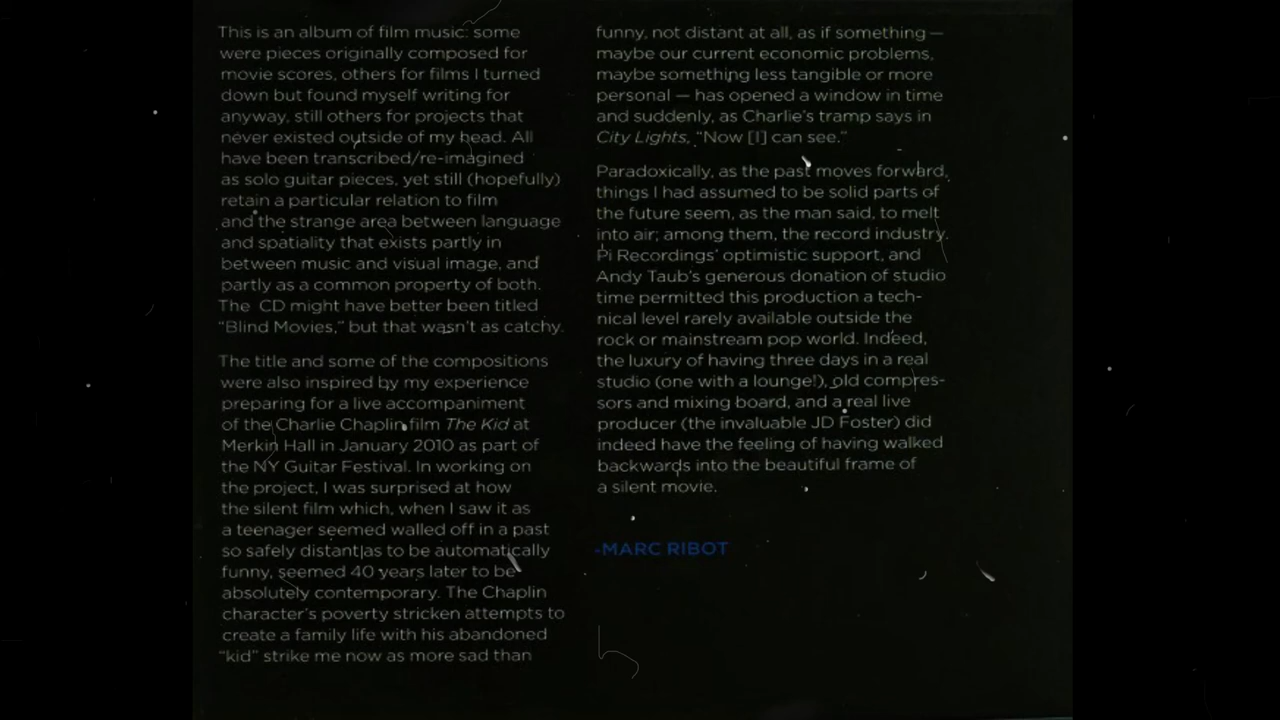 This is an album of film music: some
were pieces originally composed for
movie scores, others for films I turned
down but found myself writing for
anyway, still others for projects that
never existed outside of my head. All
have been transcribed/re-imagined
as solo guitar pieces, yet still (hopefully)
retain a particular relation to film
and the strange area between language
and spatiality that exists partly in
between music and visual image, and
partly as a common property of both.
The CD might have better been titled
“Blind Movies,” but that wasn’t as catchy.
The title and some of the compositions
were also inspired by my experience
preparing for a live accompaniment
of the Charlie Chaplin film The Kid at
Merkin Hall in January 2010 as part of
the NY Guitar Festival. In working on
the project, I was surprised at how
the silent film which, when I saw it as
a teenager seemed walled off in a past
so safely distant as to be automatically
funny, seemed 40 years later to be
absolutely contemporary. The Chaplin
character’s poverty stricken attempts to
create a family life with his abandoned
“kid” strike me now as more sad than
funny, not distant at all, as if something —
maybe our current economic problems,
maybe something less tangible or more
personal — has opened a window in time
and suddenly, as Charlie’s tramp says in
City Lights, “Now [I] can see.”
Paradoxically, as the past moves forward,
things I had assumed to be solid parts of
the future seem, as the man said, to melt
into air; among them, the record industry.
Pi Recordings’ optimistic support, and
Andy Taub’s generous donation of studio
time permitted this production a tech-
nical level rarely available outside the
rock or mainstream pop world. Indeed,
the luxury of having three days in a real
studio (one with a lounge!), old compres-
sors and mixing board, and a real live
producer (the invaluable JD Foster) did
indeed have the feeling of having walked
backwards into the beautiful frame of
a silent movie.
-MARC RIBOT